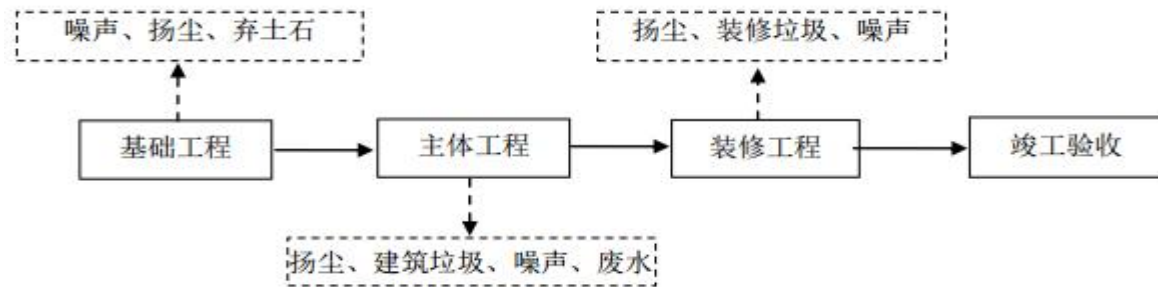 噪声、扬尘、弃土石
扬尘、装修垃圾、噪声
基础工程
主体工程
装修工程
竣工验收
扬尘、建筑垃圾、噪声、废水